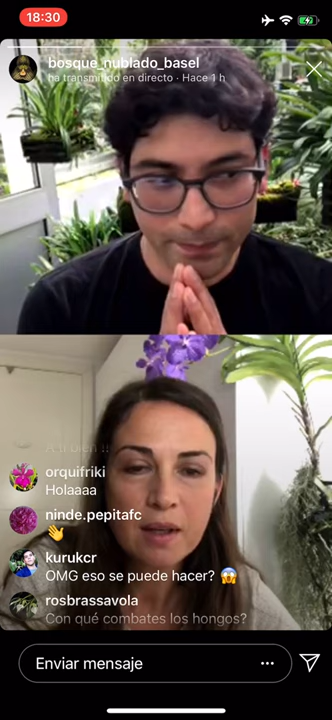 18:30
bosque_nublado_basel
ha transmitido en directo · Hace 1 h
orquifriki
Holaaaa
ninde.pepitafc
👋
kurukcr
OMG eso se puede hacer? 😱
rosbrassavola
Con qué combates los hongos?
Enviar mensaje